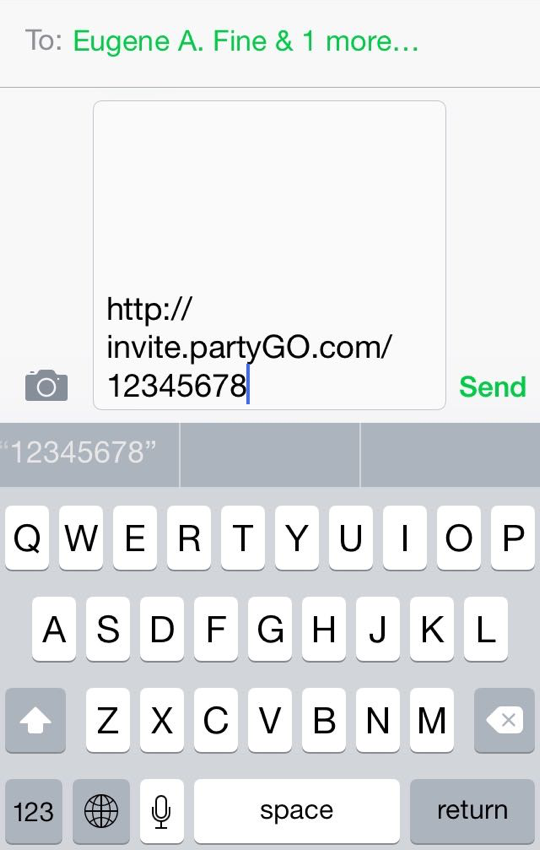 To: Eugene A. Fine & 1 more...
http://
invite.partyGO.com/
12345678
Send
“12345678”
Q W E R T Y U I O P
A S D F G H J K L
Z X C V B N M
123 space return